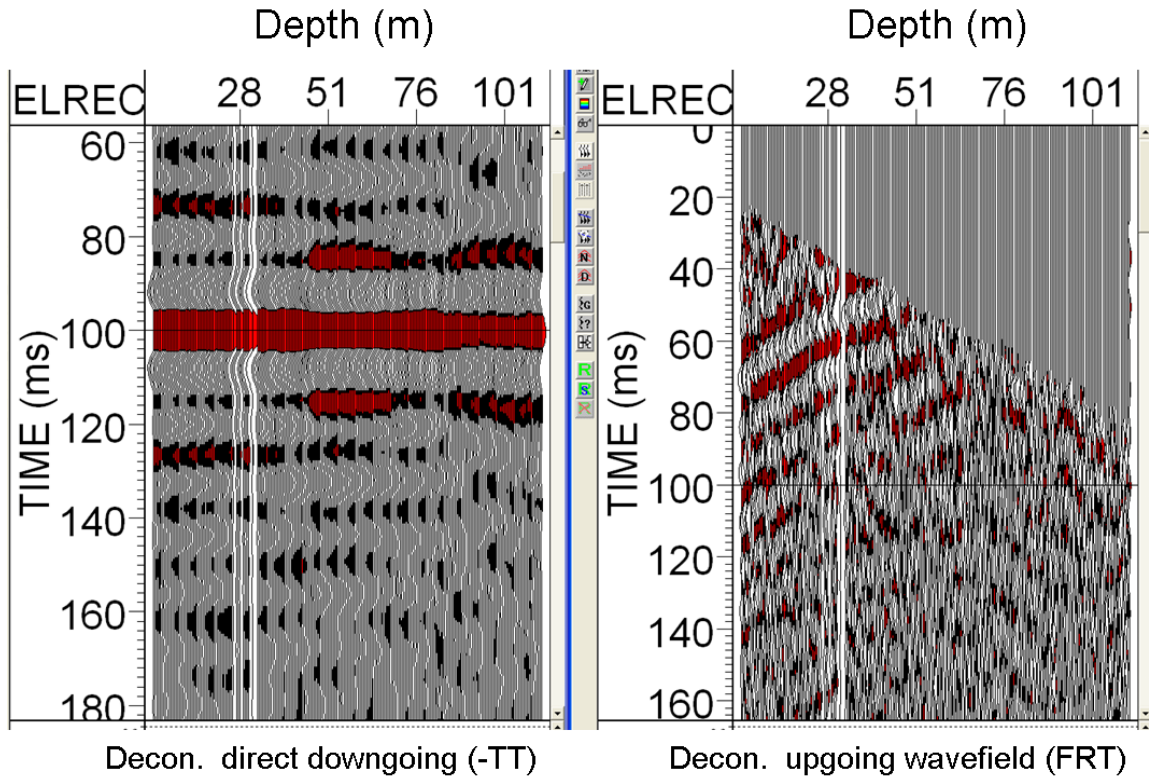 Depth (m)
ELREC 28 51 76 101
60
80
100
120
140
160
180
TIME (ms)
Decon. direct downgoing (-TT)
N
D
G
?
R
S
Depth (m)
ELREC 28 51 76 101
0
20
40
60
80
100
120
140
160
TIME (ms)
Decon. upgoing wavefield (FRT)